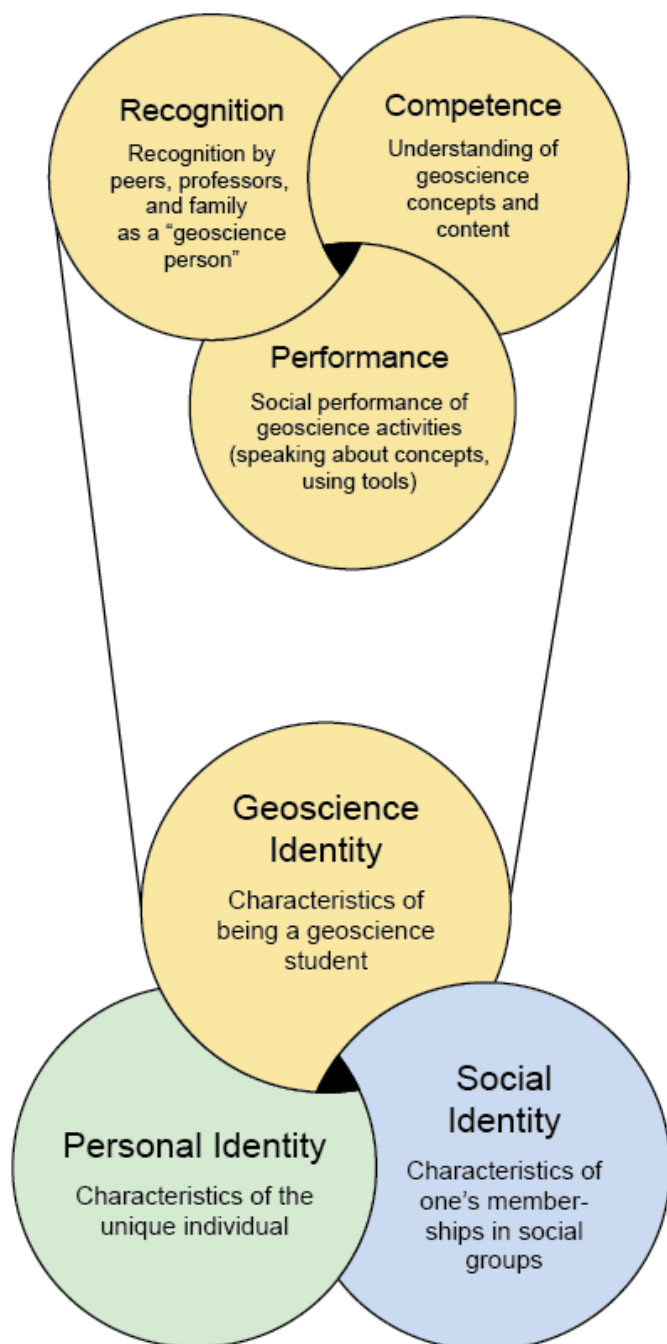 Recognition
Recognition by
peers, professors,
and family
as a “geoscience
person”
Competence
Understanding of
geoscience
concepts and
content
Performance
Social performance of
geoscience activities
(speaking about concepts,
using tools)
Geoscience
Identity
Characteristics of
being a geoscience
student
Personal Identity
Characteristics of the
unique individual
Social
Identity
Characteristics of
one’s member-
ships in social
groups